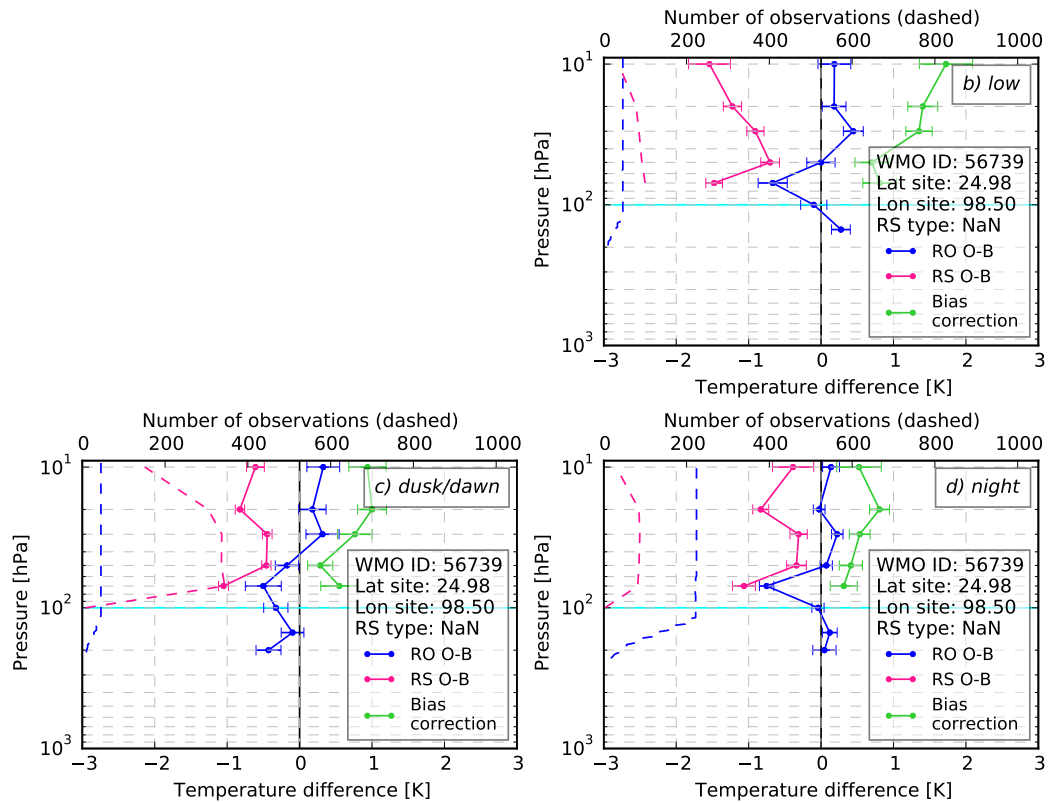 Number of observations (dashed)
0 200 400 600 800 1000
10¹
10²
10³
Pressure [hPa]
b) low
WMO ID: 56739
Lat site: 24.98
Lon site: 98.50
RS type: NaN
RO O-B
RS O-B
Bias
correction
−3 −2 −1 0 1 2 3
Temperature difference [K]
Number of observations (dashed)
0 200 400 600 800 1000
10¹
10²
10³
Pressure [hPa]
c) dusk/dawn
WMO ID: 56739
Lat site: 24.98
Lon site: 98.50
RS type: NaN
RO O-B
RS O-B
Bias
correction
−3 −2 −1 0 1 2 3
Temperature difference [K]
Number of observations (dashed)
0 200 400 600 800 1000
10¹
10²
10³
Pressure [hPa]
d) night
WMO ID: 56739
Lat site: 24.98
Lon site: 98.50
RS type: NaN
RO O-B
RS O-B
Bias
correction
−3 −2 −1 0 1 2 3
Temperature difference [K]